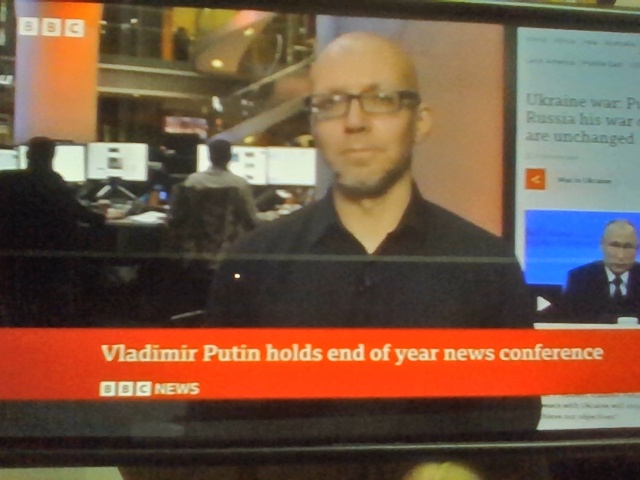 BBC
Ukraine war: P
Russia his war
are unchanged
War in Ukraine
Vladimir Putin holds end of year news conference
BBC NEWS